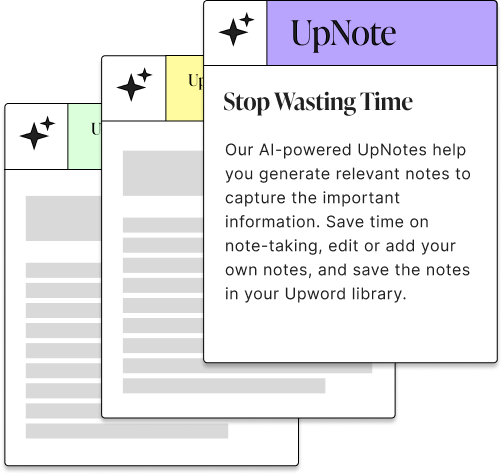 UpNote
Stop Wasting Time
Our AI-powered UpNotes help
you generate relevant notes to
capture the important
information. Save time on
note-taking, edit or add your
own notes, and save the notes
in your Upword library.